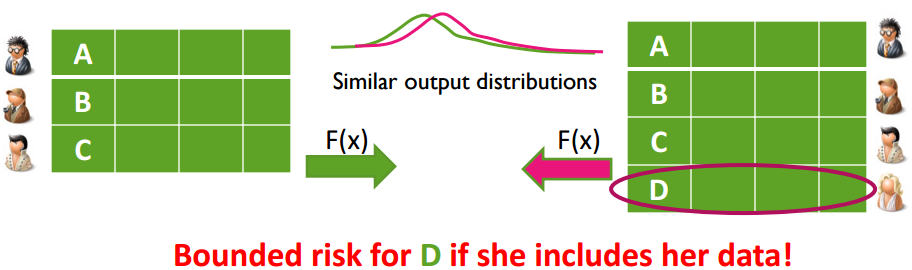 A
B
C
Similar output distributions
F(x)
F(x)
A
B
C
D
Bounded risk for D if she includes her data!